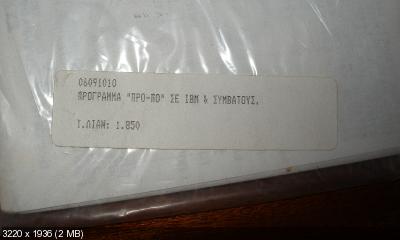 06091010
ΠΡΟΓΡΑΜΜΑ "ΠΡΟ-ΠΟ" ΣΕ IBM & ΣΥΜΒΑΤΟΥΣ.
Τ.ΛΙΑΝ: 1.850
3220 x 1936 (2 MB)